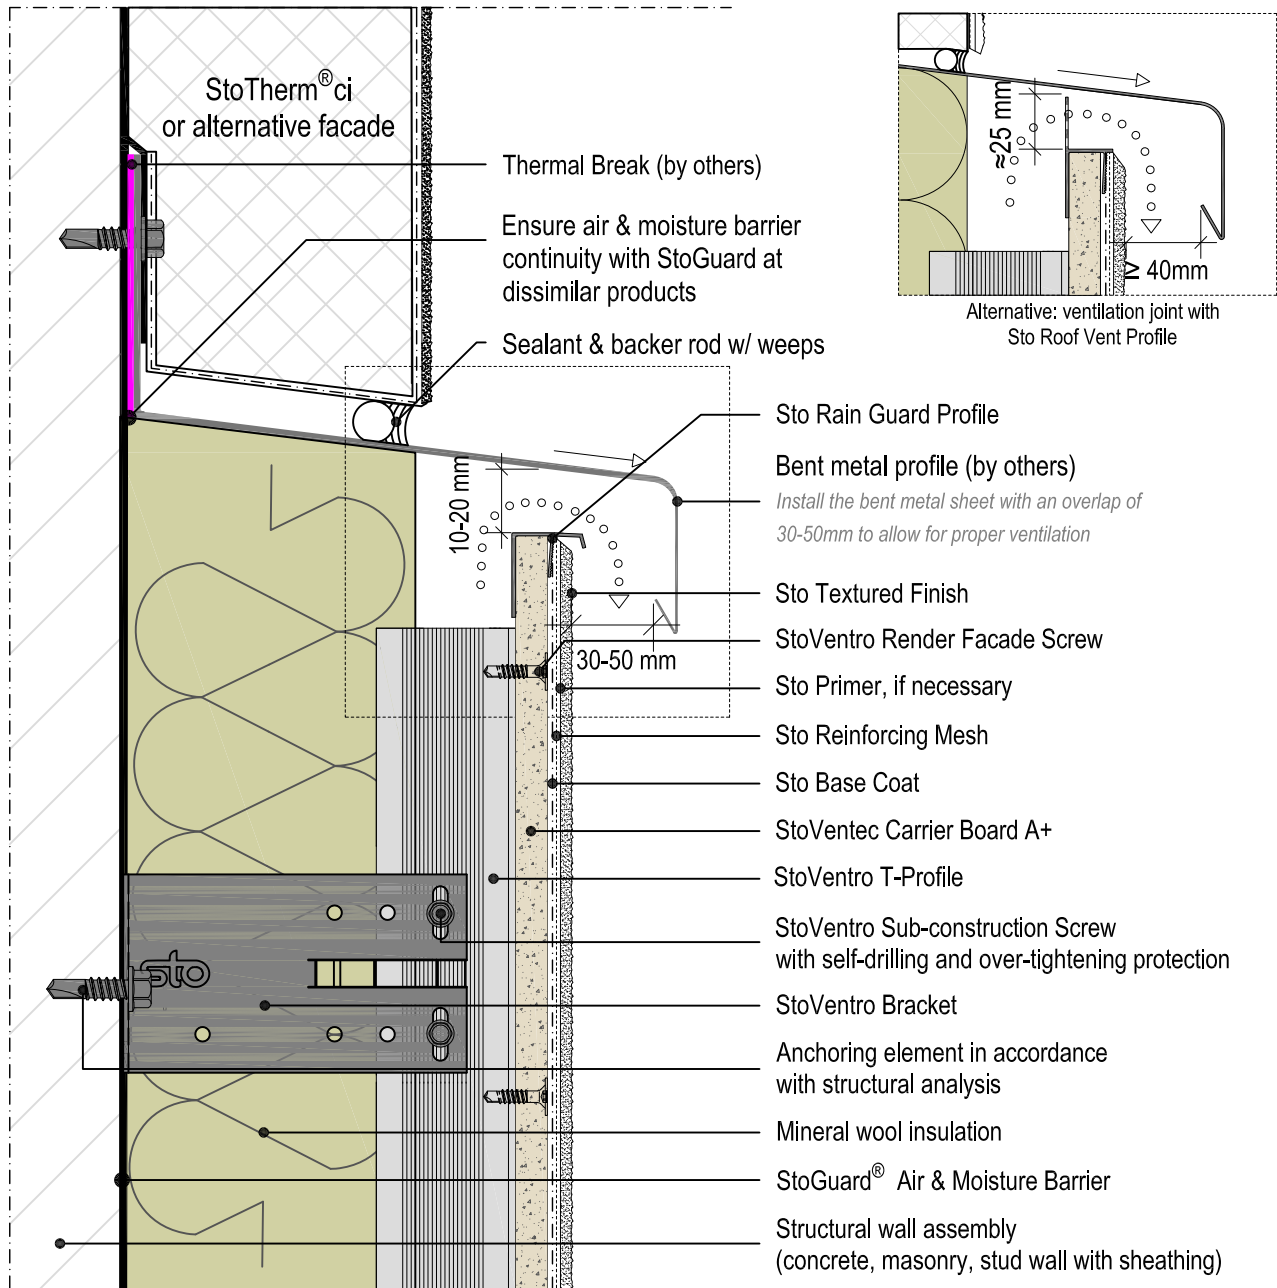 StoTherm® ci
or alternative facade
Thermal Break (by others)
Ensure air & moisture barrier
continuity with StoGuard at
dissimilar products
Sealant & backer rod w/ weeps
≈25 mm
≥ 40mm
Alternative: ventilation joint with
Sto Roof Vent Profile
Sto Rain Guard Profile
Bent metal profile (by others)
Install the bent metal sheet with an overlap of
30-50mm to allow for proper ventilation
10-20 mm
30-50 mm
Sto Textured Finish
StoVentro Render Facade Screw
Sto Primer, if necessary
Sto Reinforcing Mesh
Sto Base Coat
StoVentec Carrier Board A+
StoVentro T-Profile
StoVentro Sub-construction Screw
with self-drilling and over-tightening protection
sto
StoVentro Bracket
Anchoring element in accordance
with structural analysis
Mineral wool insulation
StoGuard® Air & Moisture Barrier
Structural wall assembly
(concrete, masonry, stud wall with sheathing)